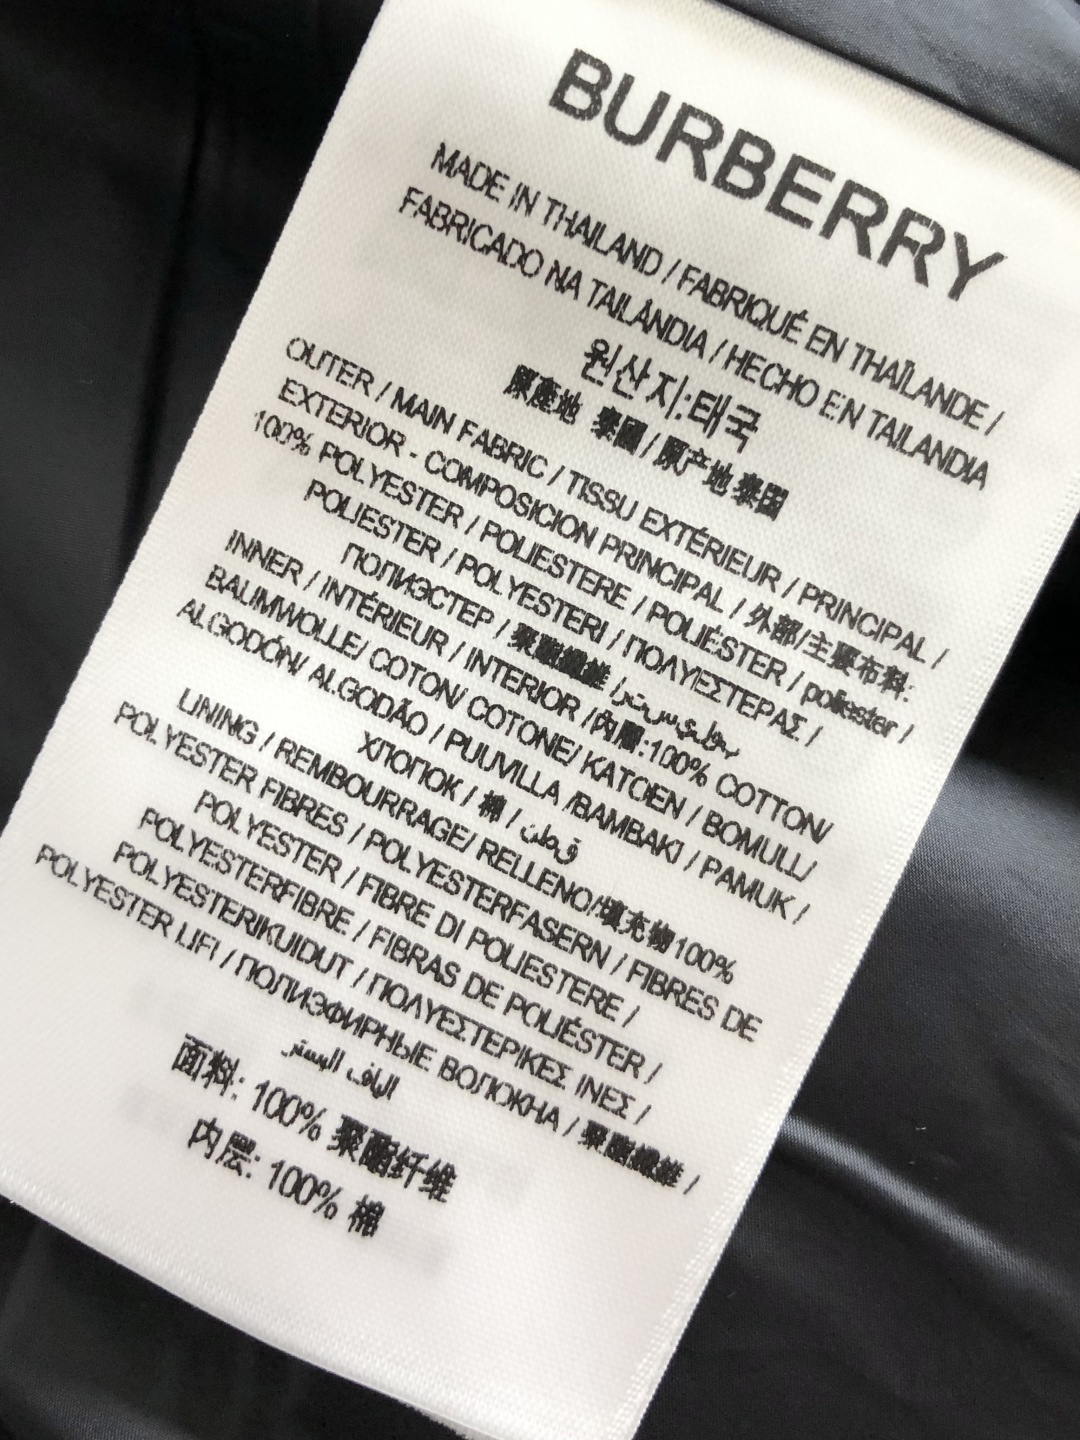 BURBERRY
MADE IN THAILAND / FABRIQUÉ EN THAÏLANDE /
FABRICADO NA TAILÂNDIA / HECHO EN TAILANDIA
원산지:태국
原產地 泰國 / 原产地泰国
OUTER / MAIN FABRIC / TISSU EXTÉRIEUR / PRINCIPAL /
EXTERIOR - COMPOSICION PRINCIPAL / 外部/主要布料:
100% POLYESTER / POLIESTERE / POLIÉSTER / poliester /
POLIESTER / POLYESTERI / ΠΟΛΥΕΣΤΕΡΑΣ /
ПОЛИЭСТЕР / 聚酯纖維 /
INNER / INTÉRIEUR / INTERIOR /內層:100% COTTON/
BAUMWOLLE/ COTON/ COTONE/ KATOEN / BOMULL/
ALGODÓN/ ALGODÃO / PUUVILLA /BAMBAKI / PAMUK /
ХЛОПОК / 棉 / قطن
LINING / REMBOURRAGE/ RELLENO/填充物100%
POLYESTER FIBRES / POLYESTERFASERN / FIBRES DE
POLYESTER / FIBRE DI POLIESTERE /
POLYESTERFIBRE / FIBRAS DE POLIÉSTER /
POLYESTERIKUIDUT / ΠΟΛΥΕΣΤΕΡΙΚΕΣ ΙΝΕΣ /
POLYESTER LIFI / ПОЛИЭФИРНЫЕ ВОЛОКНА / 聚酯纖維 /
الياف البستر
面料: 100% 聚酯纤维
内层: 100% 棉